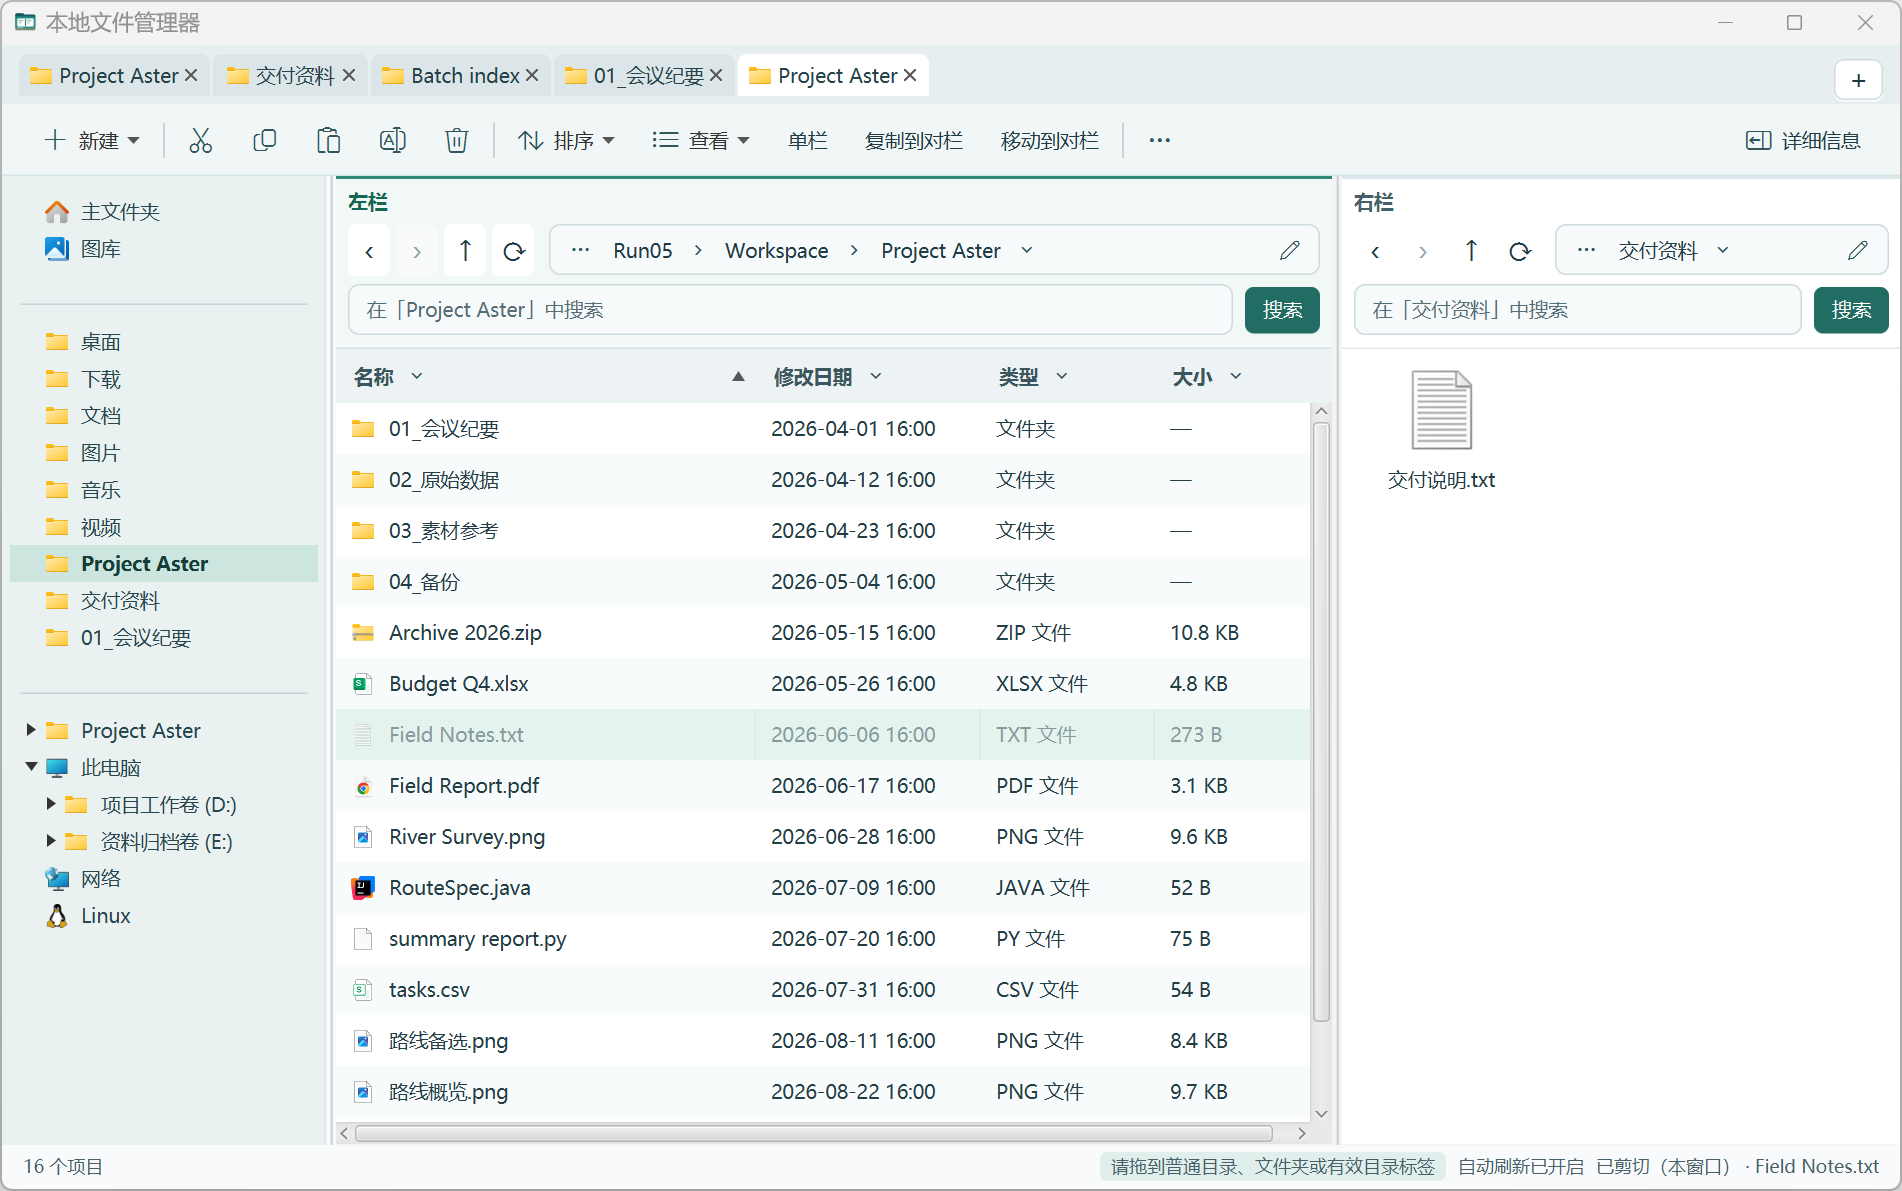 本地文件管理器
Project Aster 交付资料 Batch index 01_会议纪要 Project Aster
新建 排序 查看 单栏 复制到对栏 移动到对栏 ··· 详细信息
主文件夹
图库
桌面
下载
文档
图片
音乐
视频
Project Aster
交付资料
01_会议纪要
Project Aster
此电脑
项目工作卷 (D:)
资料归档卷 (E:)
网络
Linux
左栏
··· Run05 › Workspace › Project Aster
在「Project Aster」中搜索 搜索
名称 修改日期 类型 大小
01_会议纪要 2026-04-01 16:00 文件夹 —
02_原始数据 2026-04-12 16:00 文件夹 —
03_素材参考 2026-04-23 16:00 文件夹 —
04_备份 2026-05-04 16:00 文件夹 —
Archive 2026.zip 2026-05-15 16:00 ZIP 文件 10.8 KB
Budget Q4.xlsx 2026-05-26 16:00 XLSX 文件 4.8 KB
Field Notes.txt 2026-06-06 16:00 TXT 文件 273 B
Field Report.pdf 2026-06-17 16:00 PDF 文件 3.1 KB
River Survey.png 2026-06-28 16:00 PNG 文件 9.6 KB
RouteSpec.java 2026-07-09 16:00 JAVA 文件 52 B
summary report.py 2026-07-20 16:00 PY 文件 75 B
tasks.csv 2026-07-31 16:00 CSV 文件 54 B
路线备选.png 2026-08-11 16:00 PNG 文件 8.4 KB
路线概览.png 2026-08-22 16:00 PNG 文件 9.7 KB
右栏
··· 交付资料
在「交付资料」中搜索 搜索
交付说明.txt
16 个项目 请拖到普通目录、文件夹或有效目录标签 自动刷新已开启 已剪切（本窗口） · Field Notes.txt